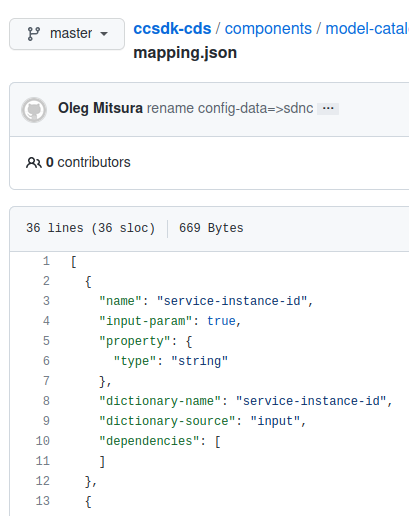 master
ccsdk-cds / components / model-catal
mapping.json
Oleg Mitsura rename config-data=>sdnc ...
0 contributors
36 lines (36 sloc) 669 Bytes
1 [
2 {
3 "name": "service-instance-id",
4 "input-param": true,
5 "property": {
6 "type": "string"
7 },
8 "dictionary-name": "service-instance-id",
9 "dictionary-source": "input",
10 "dependencies": [
11 ]
12 },
13 {